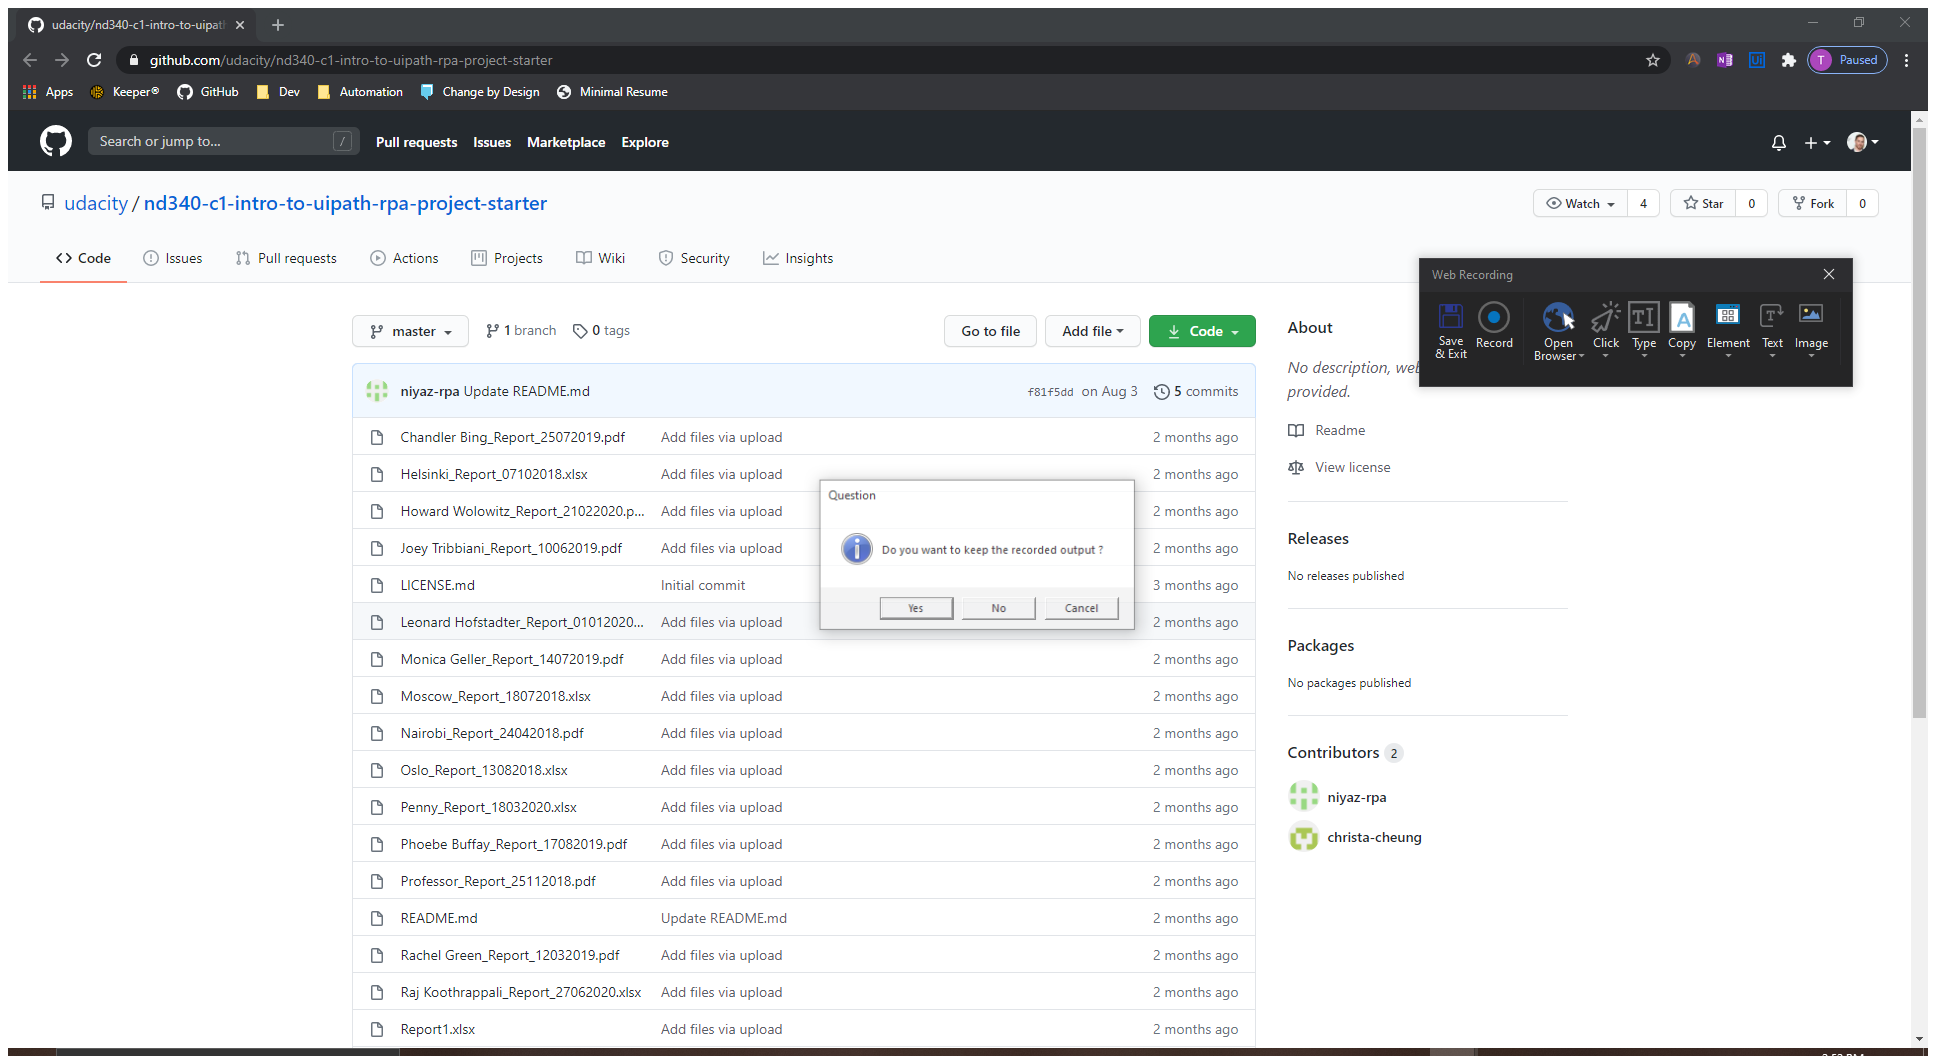 udacity/nd340-c1-intro-to-uipat
github.com/udacity/nd340-c1-intro-to-uipath-rpa-project-starter
T Paused
Apps Keeper® GitHub Dev Automation Change by Design Minimal Resume
Search or jump to... / Pull requests Issues Marketplace Explore
udacity / nd340-c1-intro-to-uipath-rpa-project-starter
Watch 4 Star 0 Fork 0
Code Issues Pull requests Actions Projects Wiki Security Insights
Web Recording
Save & Exit Record Open Browser Click Type Copy Element Text Image
master 1 branch 0 tags Go to file Add file Code
niyaz-rpa Update README.md f81f5dd on Aug 3 5 commits
Chandler Bing_Report_25072019.pdf Add files via upload 2 months ago
Helsinki_Report_07102018.xlsx Add files via upload 2 months ago
Howard Wolowitz_Report_21022020.p... Add files via upload 2 months ago
Joey Tribbiani_Report_10062019.pdf Add files via upload 2 months ago
LICENSE.md Initial commit 3 months ago
Leonard Hofstadter_Report_01012020... Add files via upload 2 months ago
Monica Geller_Report_14072019.pdf Add files via upload 2 months ago
Moscow_Report_18072018.xlsx Add files via upload 2 months ago
Nairobi_Report_24042018.pdf Add files via upload 2 months ago
Oslo_Report_13082018.xlsx Add files via upload 2 months ago
Penny_Report_18032020.xlsx Add files via upload 2 months ago
Phoebe Buffay_Report_17082019.pdf Add files via upload 2 months ago
Professor_Report_25112018.pdf Add files via upload 2 months ago
README.md Update README.md 2 months ago
Rachel Green_Report_12032019.pdf Add files via upload 2 months ago
Raj Koothrappali_Report_27062020.xlsx Add files via upload 2 months ago
Report1.xlsx Add files via upload 2 months ago
Question
Do you want to keep the recorded output ?
Yes No Cancel
About
No description,
provided.
Readme
View license
Releases
No releases published
Packages
No packages published
Contributors 2
niyaz-rpa
christa-cheung